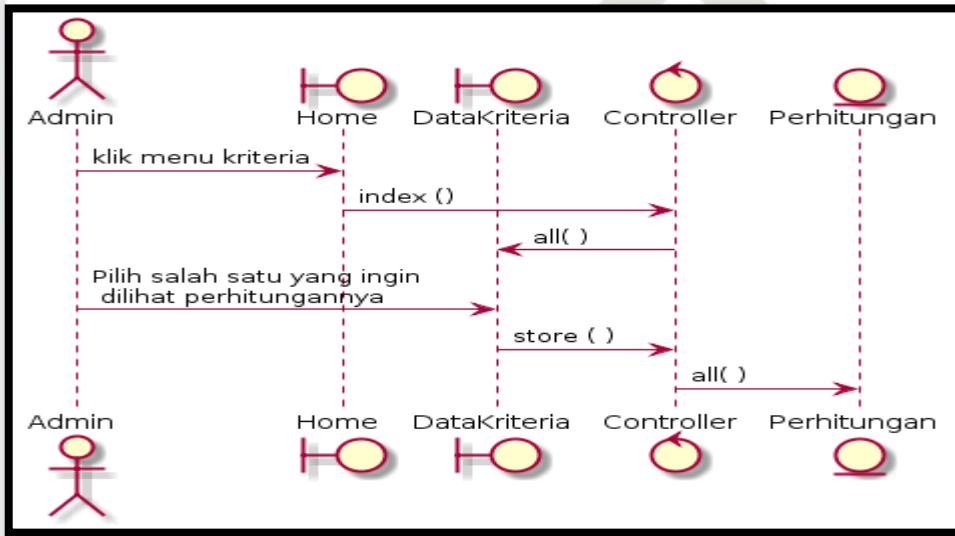 Admin
Home
DataKriteria
Controller
Perhitungan
klik menu kriteria
index ()
all( )
Pilih salah satu yang ingin
dilihat perhitungannya
store ( )
all( )
Admin
Home
DataKriteria
Controller
Perhitungan